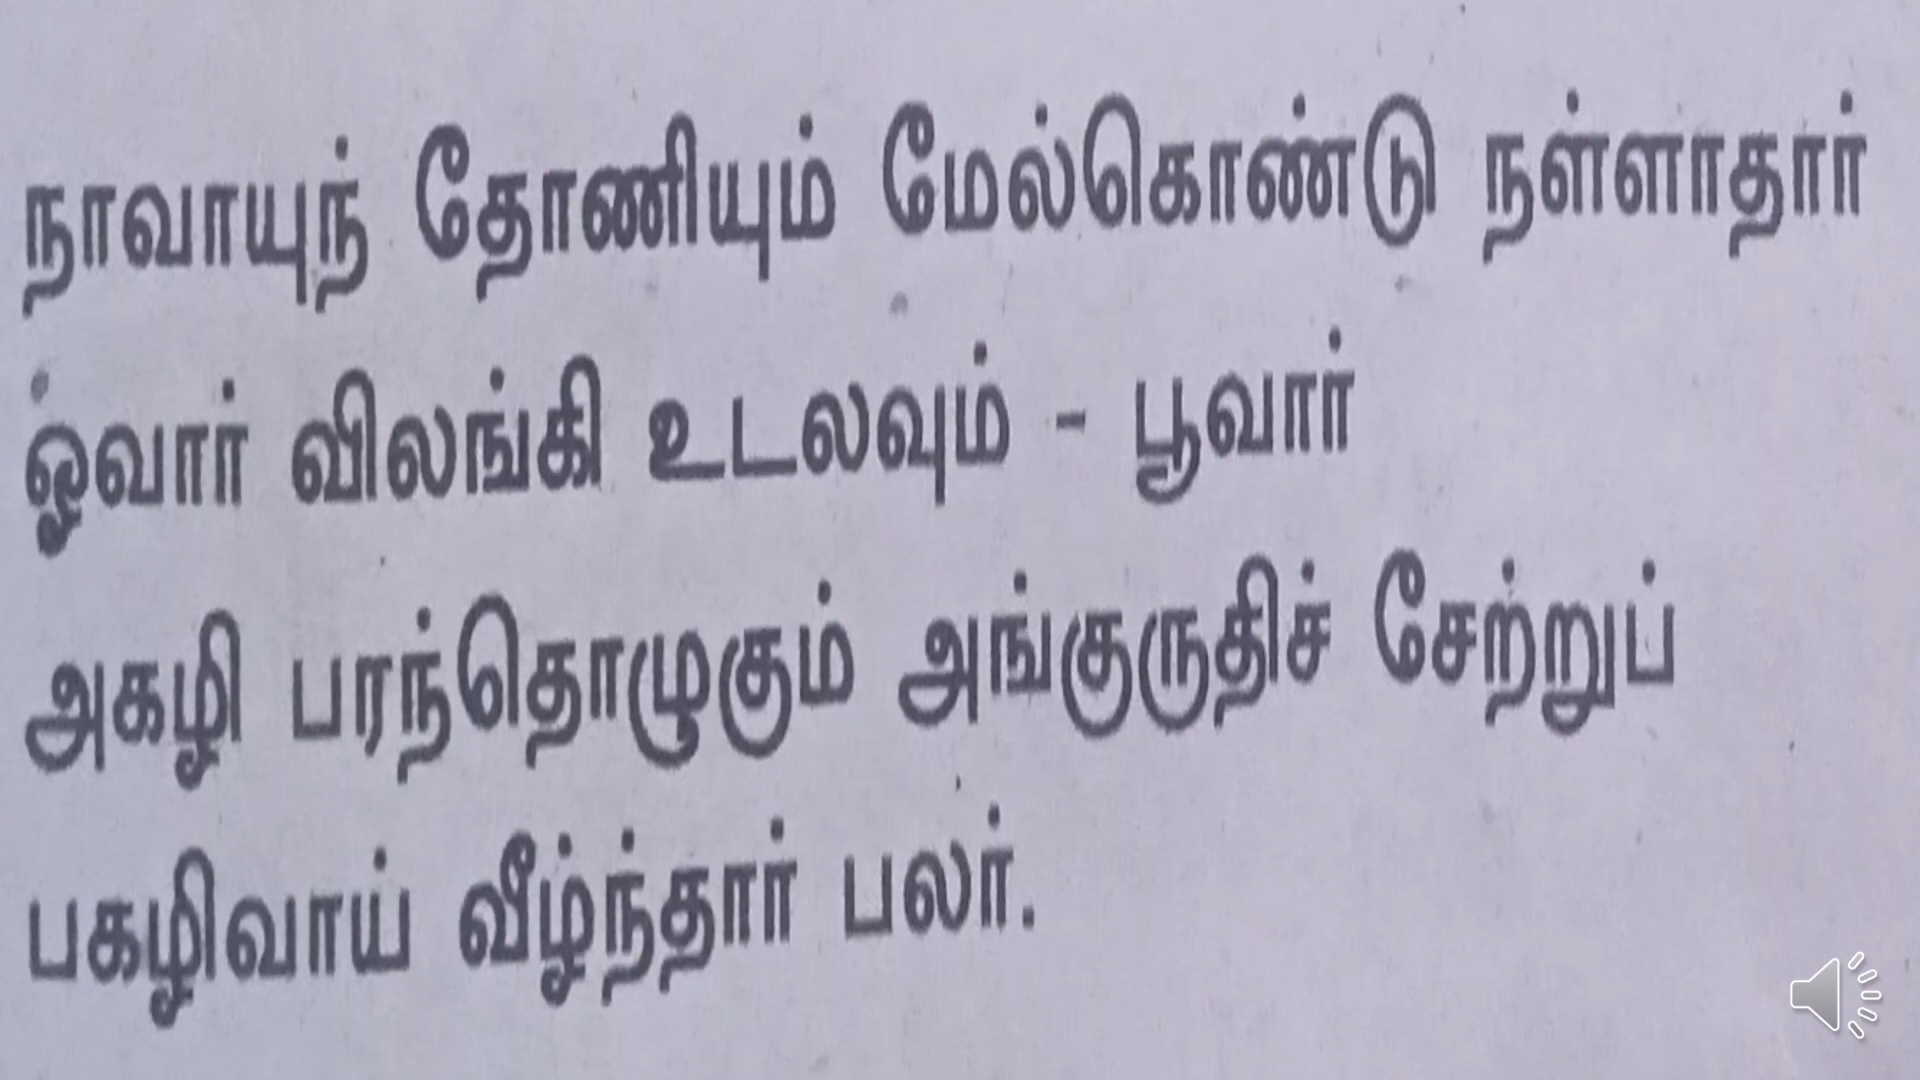 நாவாயுந் தோணியும் மேல்கொண்டு நள்ளாதார்
ஓவார் விலங்கி உடலவும் - பூவார்
அகழி பரந்தொழுகும் அங்குருதிச் சேற்றுப்
பகழிவாய் வீழ்ந்தார் பலர்.